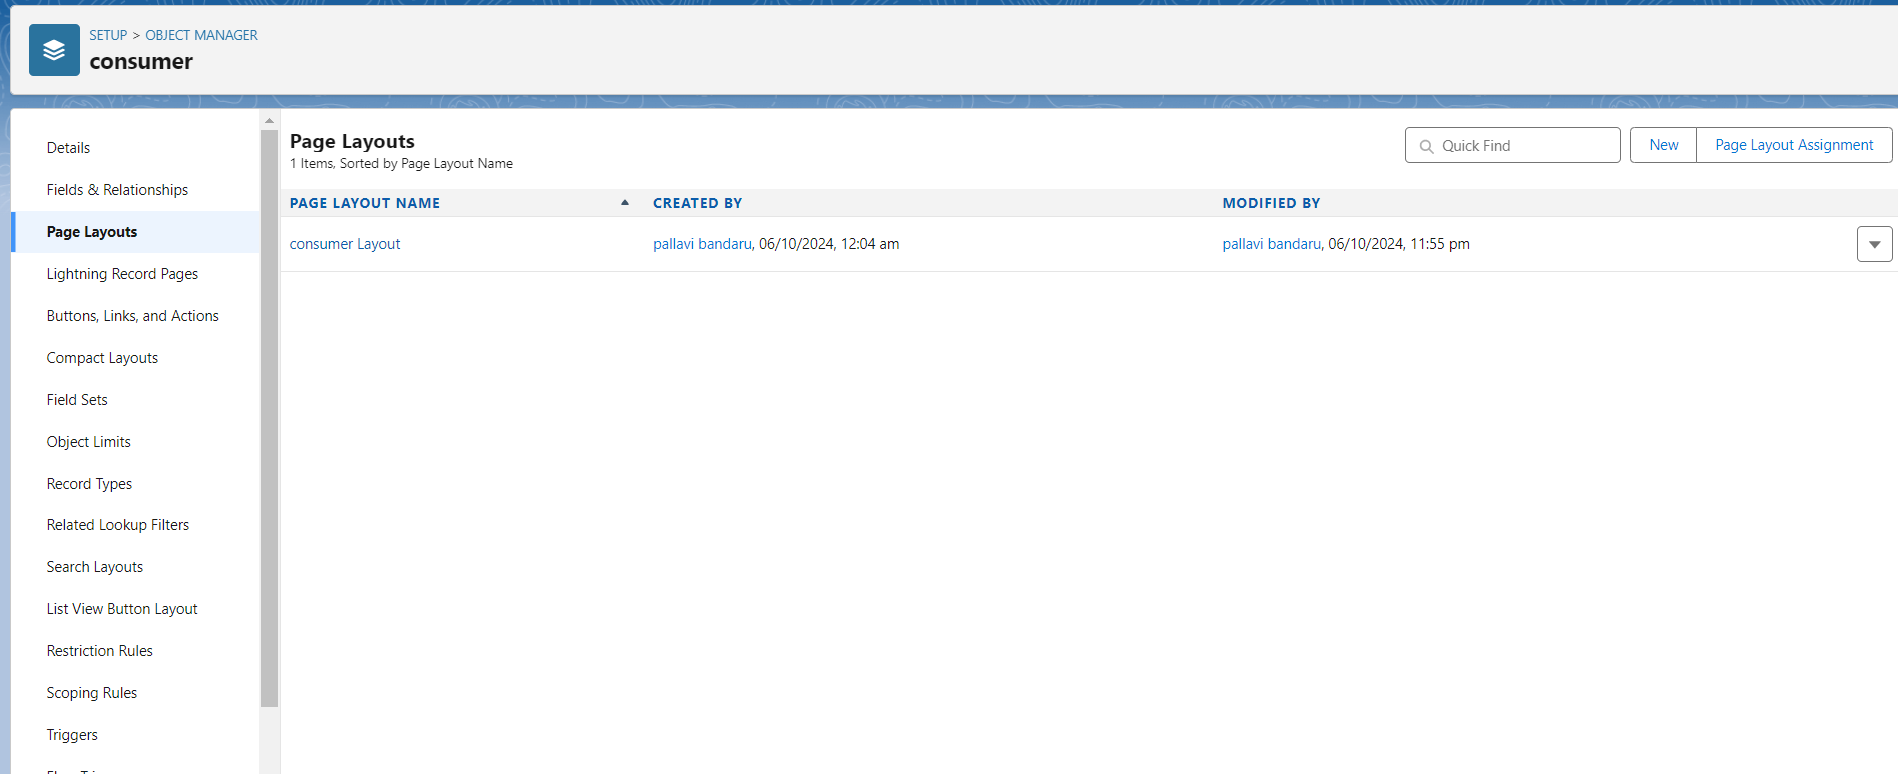 SETUP > OBJECT MANAGER
consumer
Details
Fields & Relationships
Page Layouts
Lightning Record Pages
Buttons, Links, and Actions
Compact Layouts
Field Sets
Object Limits
Record Types
Related Lookup Filters
Search Layouts
List View Button Layout
Restriction Rules
Scoping Rules
Triggers
Page Layouts
1 Items, Sorted by Page Layout Name
Quick Find
New
Page Layout Assignment
PAGE LAYOUT NAME CREATED BY MODIFIED BY
consumer Layout pallavi bandaru, 06/10/2024, 12:04 am pallavi bandaru, 06/10/2024, 11:55 pm